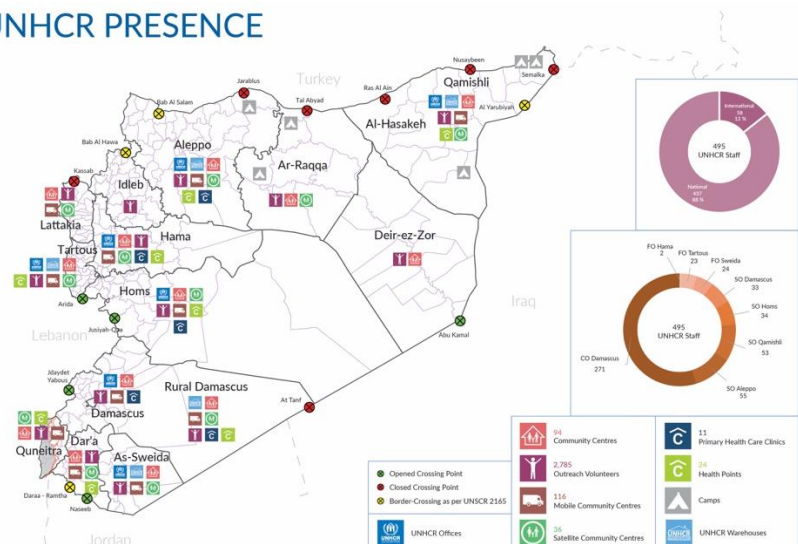 UNHCR PRESENCE
Turkey
Nusaybeen
Semalka
Jarablus
Ras Al Ain
Qamishli
Bab Al Salam
Tal Abyad
Al Yarubiyah
Al-Hasakeh
Aleppo
Bab Al Hawa
Ar-Raqqa
Kassab
Idleb
Lattakia
Deir-ez-Zor
Tartous
Hama
Homs
Iraq
Arida
Lebanon
Abu Kamal
Jdaydet
Yabous
Rural Damascus
At Tanf
Damascus
Dar'a
Quneitra
As-Sweida
Daraa - Ramtha
Naseeb
Jordan
International
58
495
UNHCR Staff
National
437
88 %
FO Hama
2
FO Tartous
23
FO Sweida
24
SO Damascus
33
SO Homs
34
495
UNHCR Staff
SO Qamishli
53
CO Damascus
271
SO Aleppo
55
Opened Crossing Point
Closed Crossing Point
Border-Crossing as per UNSCR 2165
UNHCR Offices
94
Community Centres
2,785
Outreach Volunteers
116
Mobile Community Centres
36
Satellite Community Centres
11
Primary Health Care Clinics
24
Health Points
Camps
UNHCR Warehouses